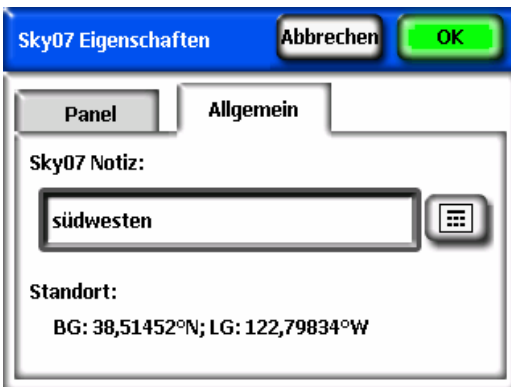 Sky07 Eigenschaften Abbrechen OK
Panel Allgemein
Sky07 Notiz:
südwesten
Standort:
BG: 38,51452°N; LG: 122,79834°W